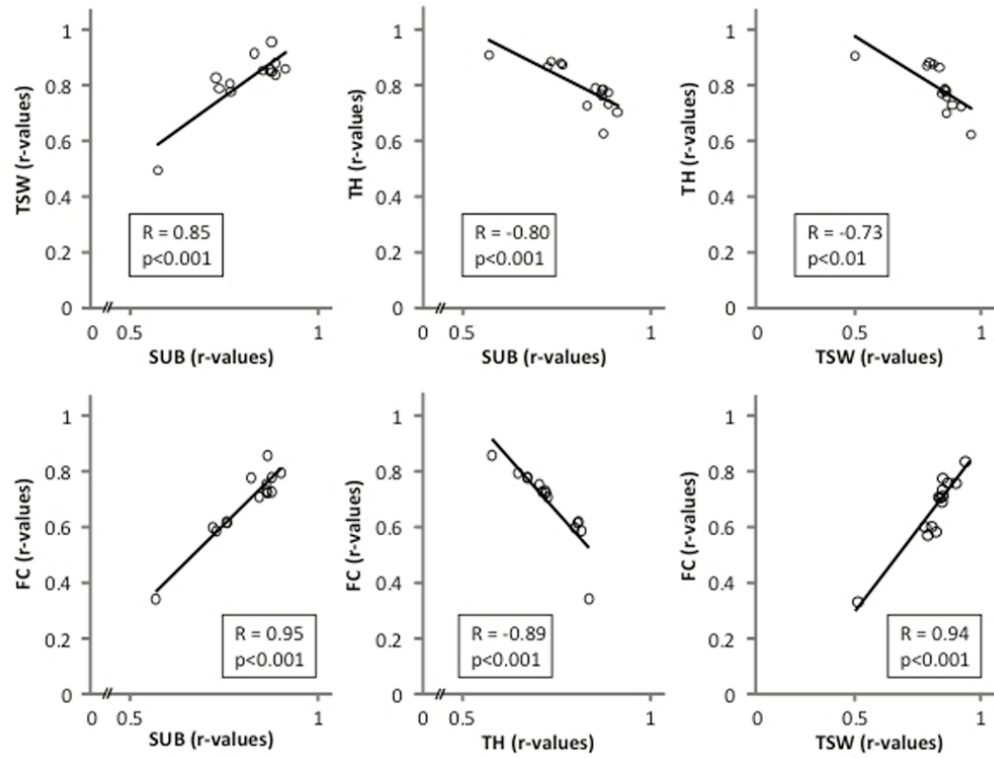 1
0.8
0.6
0.4
0.2
0
TSW (r-values)
R = 0.85
p<0.001
0 0.5 1
SUB (r-values)
1
0.8
0.6
0.4
0.2
0
TH (r-values)
R = -0.80
p<0.001
0 0.5 1
SUB (r-values)
1
0.8
0.6
0.4
0.2
0
TH (r-values)
R = -0.73
p<0.01
0 0.5 1
TSW (r-values)
1
0.8
0.6
0.4
0.2
0
FC (r-values)
R = 0.95
p<0.001
0 0.5 1
SUB (r-values)
1
0.8
0.6
0.4
0.2
0
FC (r-values)
R = -0.89
p<0.001
0 0.5 1
TH (r-values)
1
0.8
0.6
0.4
0.2
0
FC (r-values)
R = 0.94
p<0.001
0 0.5 1
TSW (r-values)